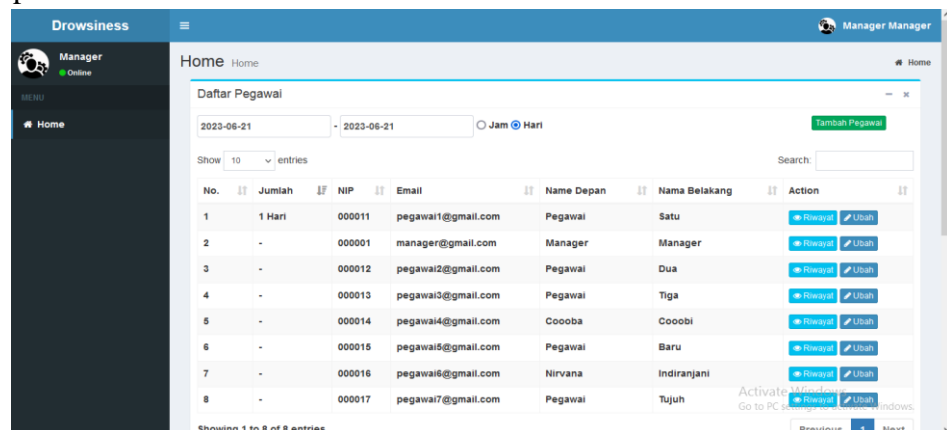 Drowsiness
Manager Manager
Manager
Online
Home Home
Home
MENU
Home
Daftar Pegawai
2023-06-21 - 2023-06-21 Jam Hari Tambah Pegawai
Show 10 entries Search:
No. Jumlah NIP Email Name Depan Nama Belakang Action
1 1 Hari 000011 pegawai1@gmail.com Pegawai Satu Riwayat Ubah
2 - 000001 manager@gmail.com Manager Manager Riwayat Ubah
3 - 000012 pegawai2@gmail.com Pegawai Dua Riwayat Ubah
4 - 000013 pegawai3@gmail.com Pegawai Tiga Riwayat Ubah
5 - 000014 pegawai4@gmail.com Coooba Cooobi Riwayat Ubah
6 - 000015 pegawai5@gmail.com Pegawai Baru Riwayat Ubah
7 - 000016 pegawai6@gmail.com Nirvana Indiranjani Riwayat Ubah
8 - 000017 pegawai7@gmail.com Pegawai Tujuh Riwayat Ubah
Activate Windows
Go to PC settings to activate Windows.
Showing 1 to 8 of 8 entries Previous 1 Next